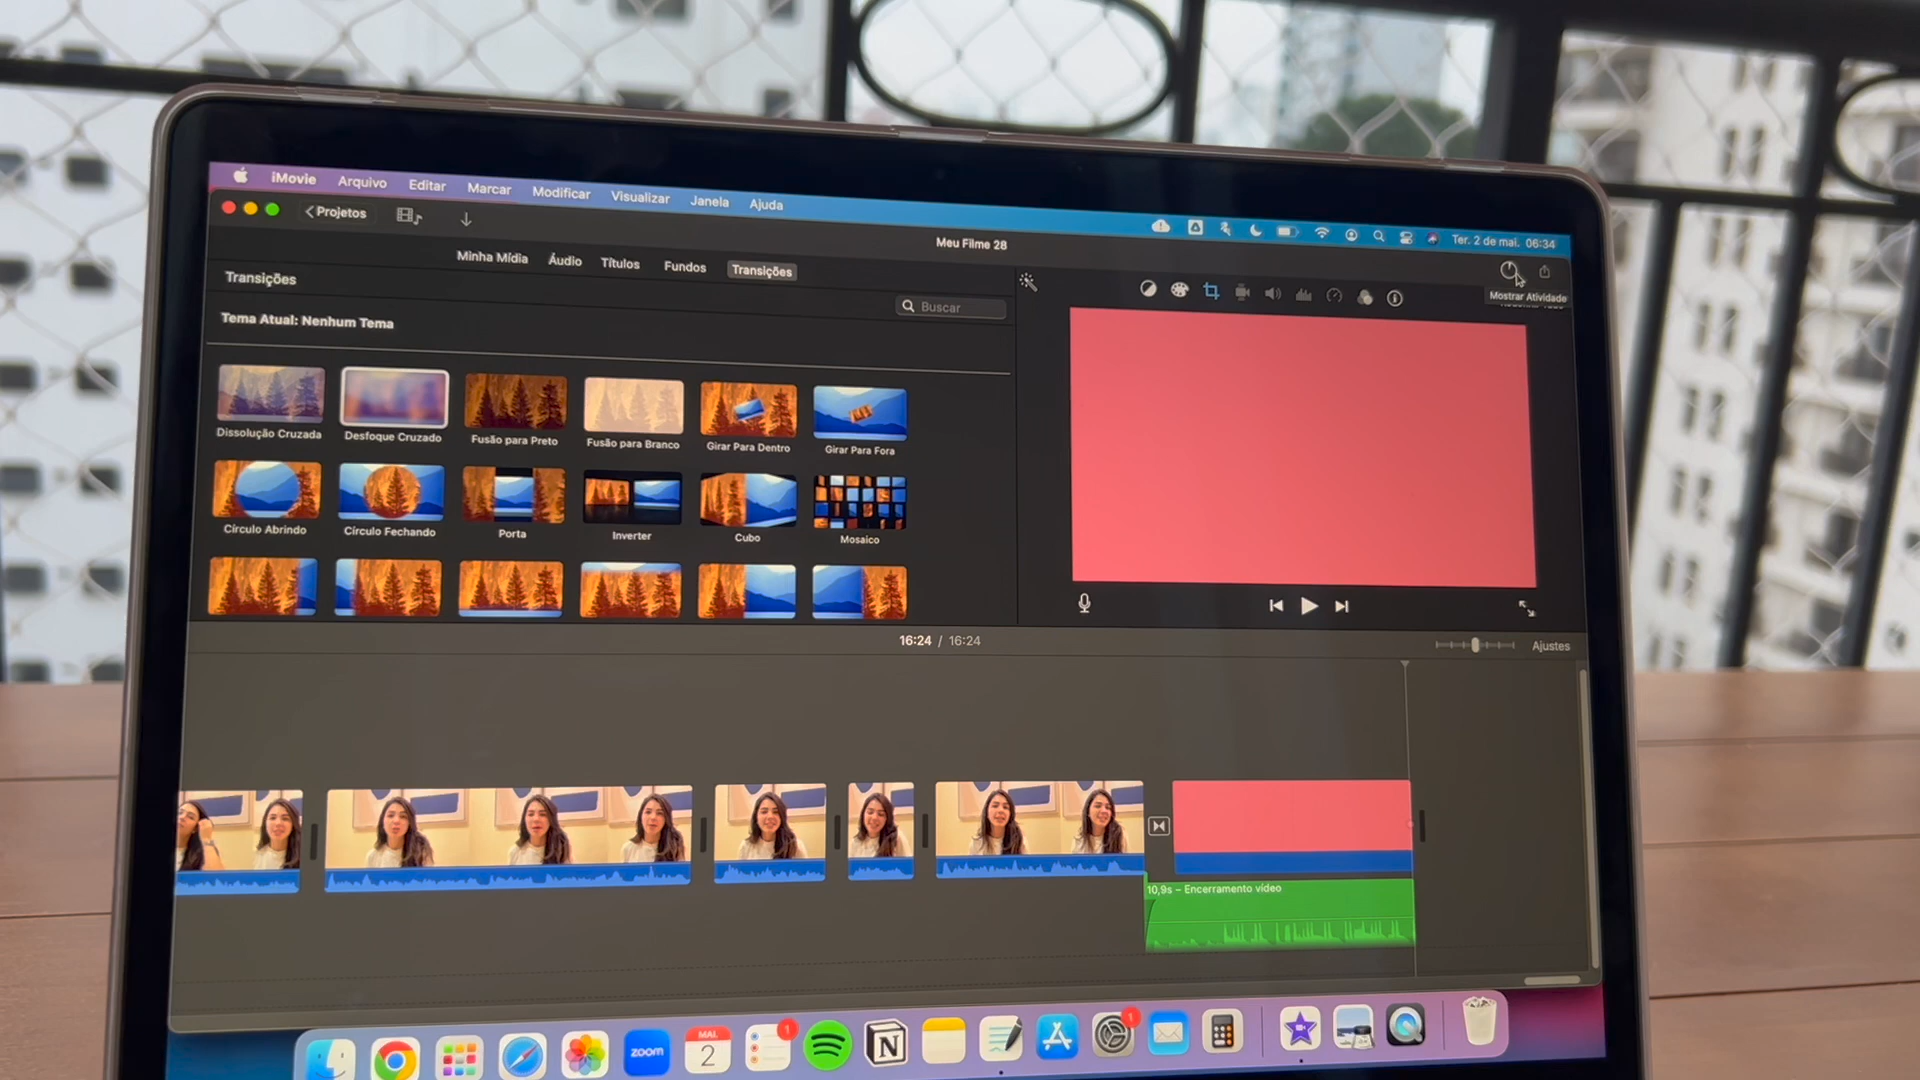 iMovie Arquivo Editar Marcar Modificar Visualizar Janela Ajuda
Ter. 2 de mai. 06:34
Projetos
Meu Filme 28
Minha Mídia Áudio Títulos Fundos Transições
Mostrar Atividade
Transições
Buscar
Tema Atual: Nenhum Tema
Dissolução Cruzada Desfoque Cruzado Fusão para Preto Fusão para Branco Girar Para Dentro Girar Para Fora
Círculo Abrindo Círculo Fechando Porta Inverter Cubo Mosaico
16:24 / 16:24
Ajustes
10,9s – Encerramento vídeo
zoom
MAI.
2
1
N
1